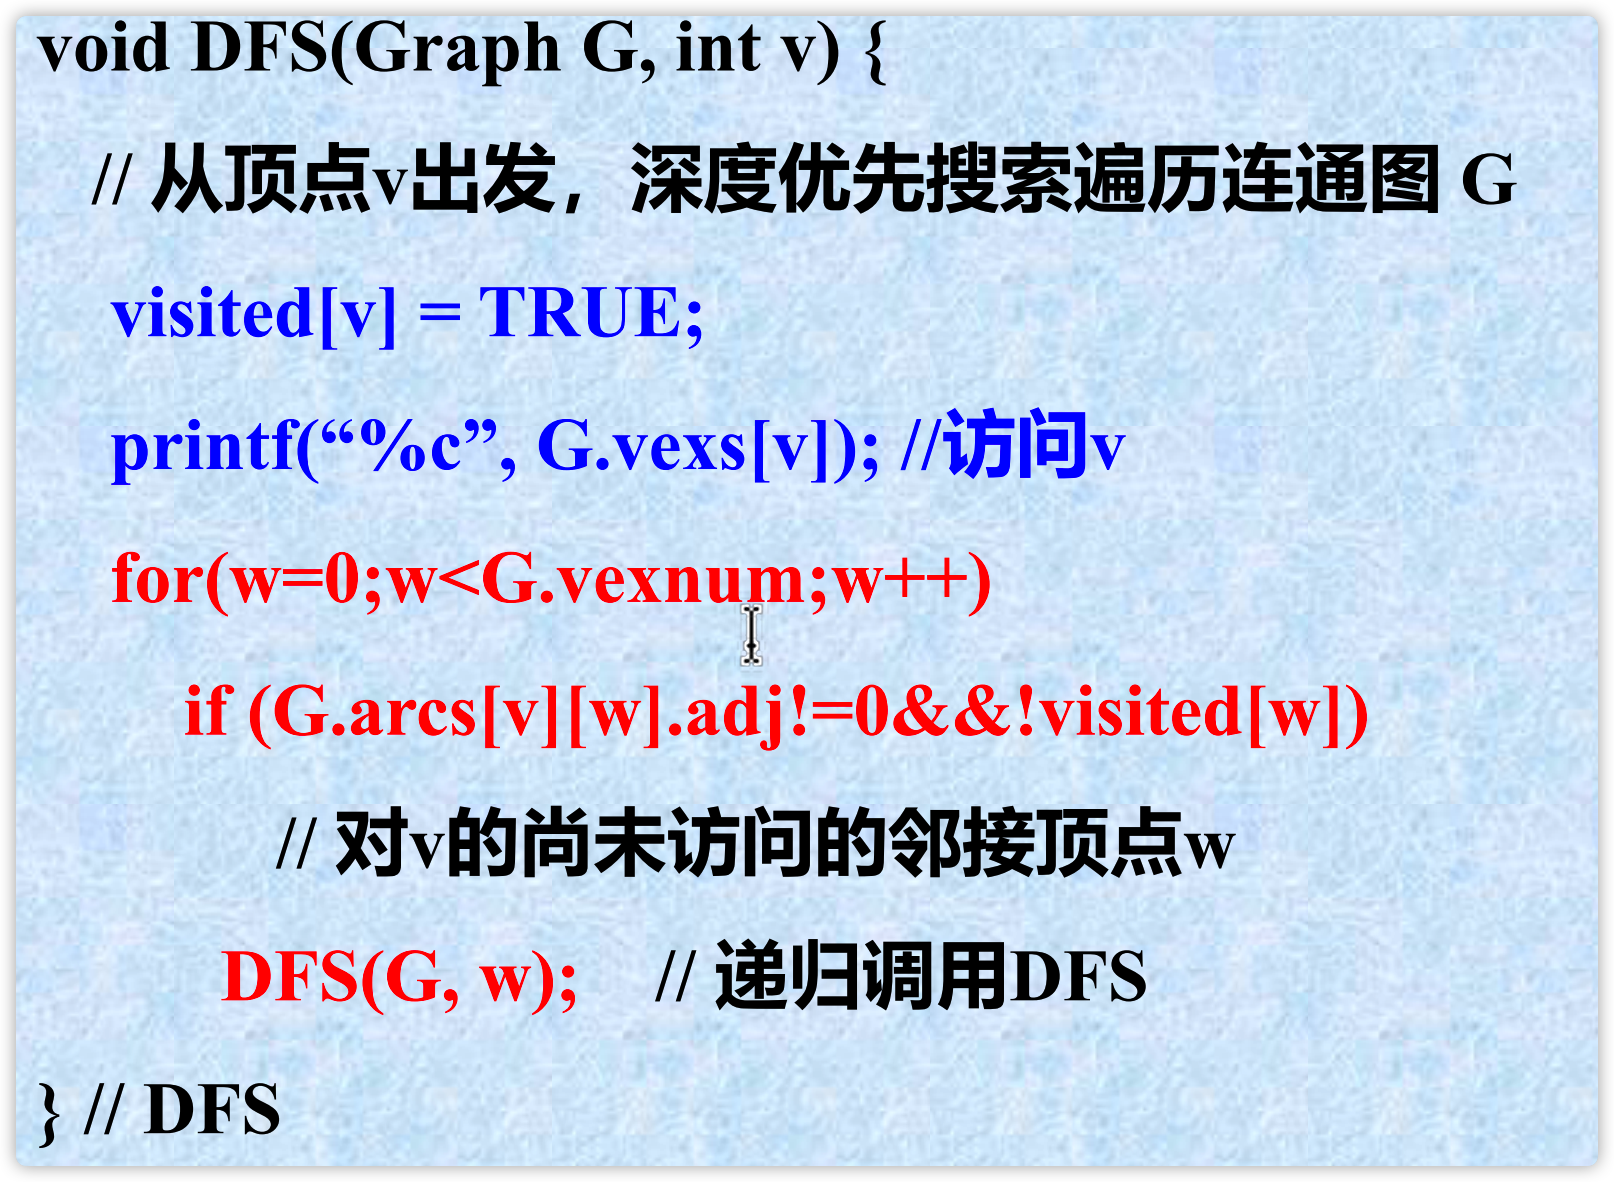 void DFS(Graph G, int v) {
// 从顶点v出发，深度优先搜索遍历连通图 G
visited[v] = TRUE;
printf(“%c”, G.vexs[v]); //访问v
for(w=0;w<G.vexnum;w++)
if (G.arcs[v][w].adj!=0&&!visited[w])
// 对v的尚未访问的邻接顶点w
DFS(G, w); // 递归调用DFS
} // DFS